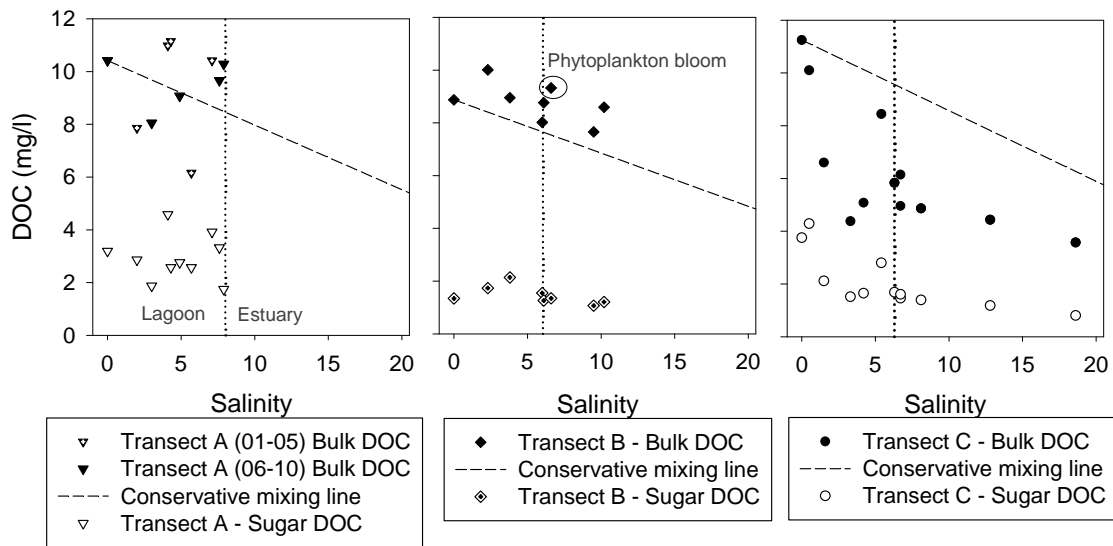 DOC (mg/l)
12
10
8
6
4
2
0
Lagoon
Estuary
0 5 10 15 20
Salinity
Phytoplankton bloom
0 5 10 15 20
Salinity
0 5 10 15 20
Salinity
Transect A (01-05) Bulk DOC
Transect A (06-10) Bulk DOC
Conservative mixing line
Transect A - Sugar DOC
Transect B - Bulk DOC
Conservative mixing line
Transect B - Sugar DOC
Transect C - Bulk DOC
Conservative mixing line
Transect C - Sugar DOC